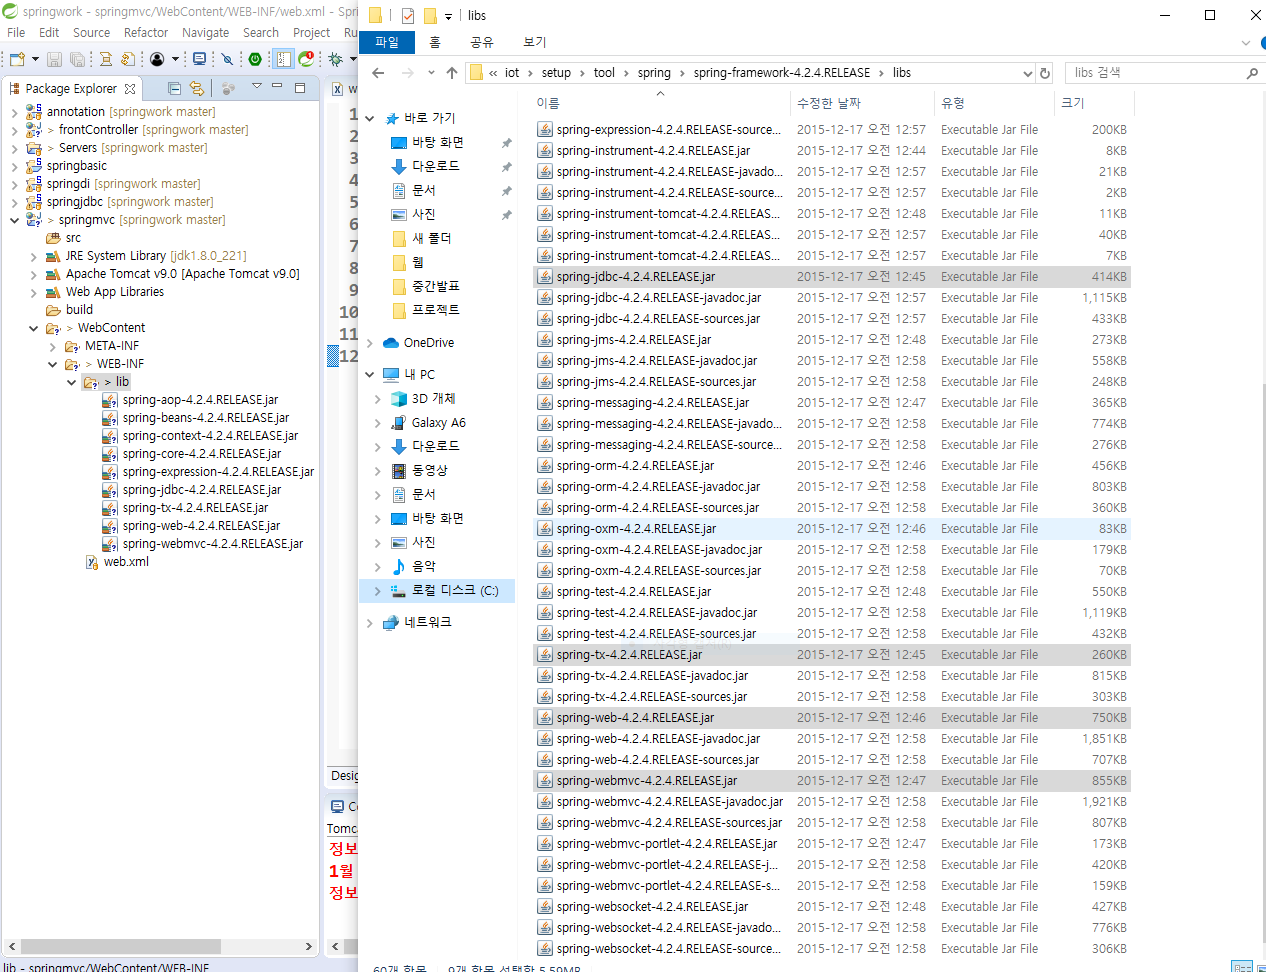 springwork - springmvc/WebContent/WEB-INF/web.xml - Spr
File Edit Source Refactor Navigate Search Project Ru
Package Explorer
annotation [springwork master]
> frontController [springwork master]
> Servers [springwork master]
springbasic
springdi [springwork master]
springjdbc [springwork master]
> springmvc [springwork master]
src
JRE System Library [jdk1.8.0_221]
Apache Tomcat v9.0 [Apache Tomcat v9.0]
Web App Libraries
build
> WebContent
META-INF
> WEB-INF
> lib
spring-aop-4.2.4.RELEASE.jar
spring-beans-4.2.4.RELEASE.jar
spring-context-4.2.4.RELEASE.jar
spring-core-4.2.4.RELEASE.jar
spring-expression-4.2.4.RELEASE.jar
spring-jdbc-4.2.4.RELEASE.jar
spring-tx-4.2.4.RELEASE.jar
spring-web-4.2.4.RELEASE.jar
spring-webmvc-4.2.4.RELEASE.jar
web.xml
lib - springmvc/WebContent/WEB-INF
w
1
2
3
4
5
6
7
8
9
10
11
12
Desig
Co
Tomca
정보
1월
정보
libs
파일 홈 공유 보기
« iot > setup > tool > spring > spring-framework-4.2.4.RELEASE > libs
libs 검색
바로 가기
바탕 화면
다운로드
문서
사진
새 폴더
웹
중간발표
프로젝트
OneDrive
내 PC
3D 개체
Galaxy A6
다운로드
동영상
문서
바탕 화면
사진
음악
로컬 디스크 (C:)
네트워크
이름 수정한 날짜 유형 크기
spring-expression-4.2.4.RELEASE-source... 2015-12-17 오전 12:57 Executable Jar File 200KB
spring-instrument-4.2.4.RELEASE.jar 2015-12-17 오전 12:44 Executable Jar File 8KB
spring-instrument-4.2.4.RELEASE-javado... 2015-12-17 오전 12:57 Executable Jar File 21KB
spring-instrument-4.2.4.RELEASE-source... 2015-12-17 오전 12:57 Executable Jar File 2KB
spring-instrument-tomcat-4.2.4.RELEAS... 2015-12-17 오전 12:48 Executable Jar File 11KB
spring-instrument-tomcat-4.2.4.RELEAS... 2015-12-17 오전 12:57 Executable Jar File 40KB
spring-instrument-tomcat-4.2.4.RELEAS... 2015-12-17 오전 12:57 Executable Jar File 7KB
spring-jdbc-4.2.4.RELEASE.jar 2015-12-17 오전 12:45 Executable Jar File 414KB
spring-jdbc-4.2.4.RELEASE-javadoc.jar 2015-12-17 오전 12:57 Executable Jar File 1,115KB
spring-jdbc-4.2.4.RELEASE-sources.jar 2015-12-17 오전 12:57 Executable Jar File 433KB
spring-jms-4.2.4.RELEASE.jar 2015-12-17 오전 12:48 Executable Jar File 273KB
spring-jms-4.2.4.RELEASE-javadoc.jar 2015-12-17 오전 12:58 Executable Jar File 558KB
spring-jms-4.2.4.RELEASE-sources.jar 2015-12-17 오전 12:58 Executable Jar File 248KB
spring-messaging-4.2.4.RELEASE.jar 2015-12-17 오전 12:47 Executable Jar File 365KB
spring-messaging-4.2.4.RELEASE-javado... 2015-12-17 오전 12:58 Executable Jar File 774KB
spring-messaging-4.2.4.RELEASE-source... 2015-12-17 오전 12:58 Executable Jar File 276KB
spring-orm-4.2.4.RELEASE.jar 2015-12-17 오전 12:46 Executable Jar File 456KB
spring-orm-4.2.4.RELEASE-javadoc.jar 2015-12-17 오전 12:58 Executable Jar File 803KB
spring-orm-4.2.4.RELEASE-sources.jar 2015-12-17 오전 12:58 Executable Jar File 360KB
spring-oxm-4.2.4.RELEASE.jar 2015-12-17 오전 12:46 Executable Jar File 83KB
spring-oxm-4.2.4.RELEASE-javadoc.jar 2015-12-17 오전 12:58 Executable Jar File 179KB
spring-oxm-4.2.4.RELEASE-sources.jar 2015-12-17 오전 12:58 Executable Jar File 70KB
spring-test-4.2.4.RELEASE.jar 2015-12-17 오전 12:48 Executable Jar File 550KB
spring-test-4.2.4.RELEASE-javadoc.jar 2015-12-17 오전 12:58 Executable Jar File 1,119KB
spring-test-4.2.4.RELEASE-sources.jar 2015-12-17 오전 12:58 Executable Jar File 432KB
spring-tx-4.2.4.RELEASE.jar 2015-12-17 오전 12:45 Executable Jar File 260KB
spring-tx-4.2.4.RELEASE-javadoc.jar 2015-12-17 오전 12:58 Executable Jar File 815KB
spring-tx-4.2.4.RELEASE-sources.jar 2015-12-17 오전 12:58 Executable Jar File 303KB
spring-web-4.2.4.RELEASE.jar 2015-12-17 오전 12:46 Executable Jar File 750KB
spring-web-4.2.4.RELEASE-javadoc.jar 2015-12-17 오전 12:58 Executable Jar File 1,851KB
spring-web-4.2.4.RELEASE-sources.jar 2015-12-17 오전 12:58 Executable Jar File 707KB
spring-webmvc-4.2.4.RELEASE.jar 2015-12-17 오전 12:47 Executable Jar File 855KB
spring-webmvc-4.2.4.RELEASE-javadoc.jar 2015-12-17 오전 12:58 Executable Jar File 1,921KB
spring-webmvc-4.2.4.RELEASE-sources.jar 2015-12-17 오전 12:58 Executable Jar File 807KB
spring-webmvc-portlet-4.2.4.RELEASE.jar 2015-12-17 오전 12:47 Executable Jar File 173KB
spring-webmvc-portlet-4.2.4.RELEASE-j... 2015-12-17 오전 12:58 Executable Jar File 420KB
spring-webmvc-portlet-4.2.4.RELEASE-s... 2015-12-17 오전 12:58 Executable Jar File 159KB
spring-websocket-4.2.4.RELEASE.jar 2015-12-17 오전 12:48 Executable Jar File 427KB
spring-websocket-4.2.4.RELEASE-javado... 2015-12-17 오전 12:58 Executable Jar File 776KB
spring-websocket-4.2.4.RELEASE-source... 2015-12-17 오전 12:58 Executable Jar File 306KB
60개 항목 9개 항목 선택함 5.59MB